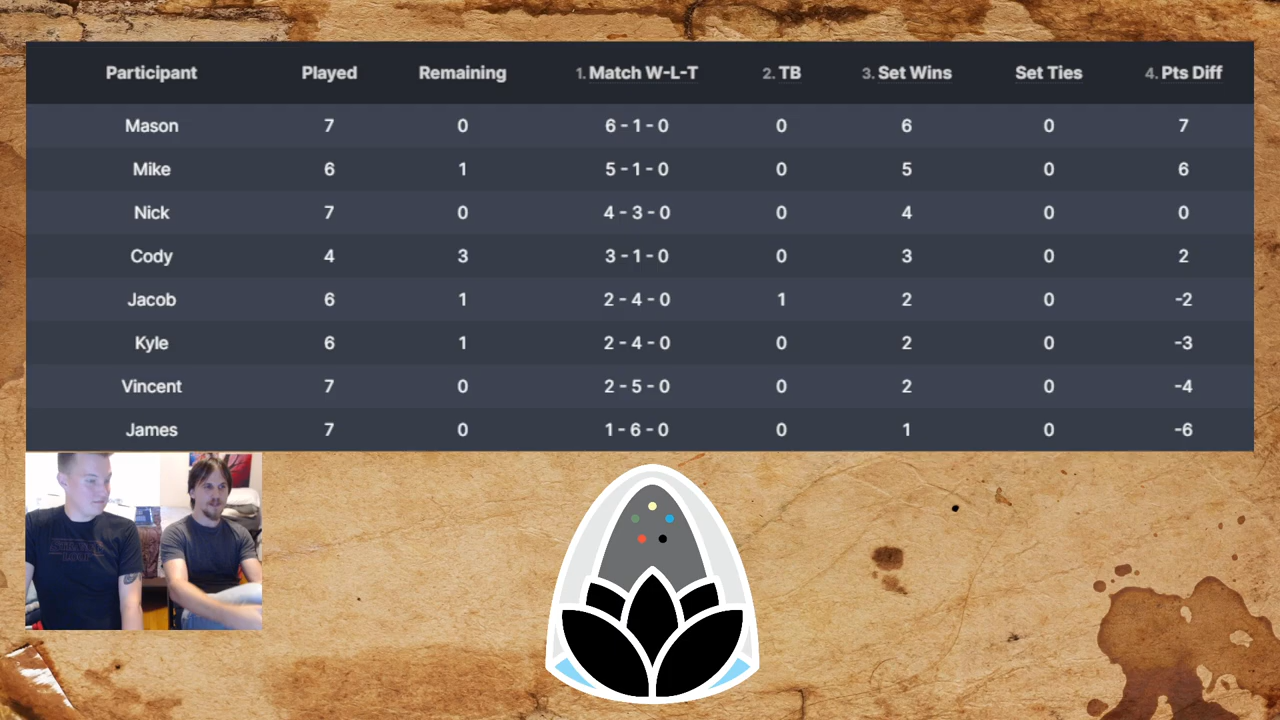 Participant Played Remaining 1. Match W-L-T 2. TB 3. Set Wins Set Ties 4. Pts Diff
Mason 7 0 6 - 1 - 0 0 6 0 7
Mike 6 1 5 - 1 - 0 0 5 0 6
Nick 7 0 4 - 3 - 0 0 4 0 0
Cody 4 3 3 - 1 - 0 0 3 0 2
Jacob 6 1 2 - 4 - 0 1 2 0 -2
Kyle 6 1 2 - 4 - 0 0 2 0 -3
Vincent 7 0 2 - 5 - 0 0 2 0 -4
James 7 0 1 - 6 - 0 0 1 0 -6